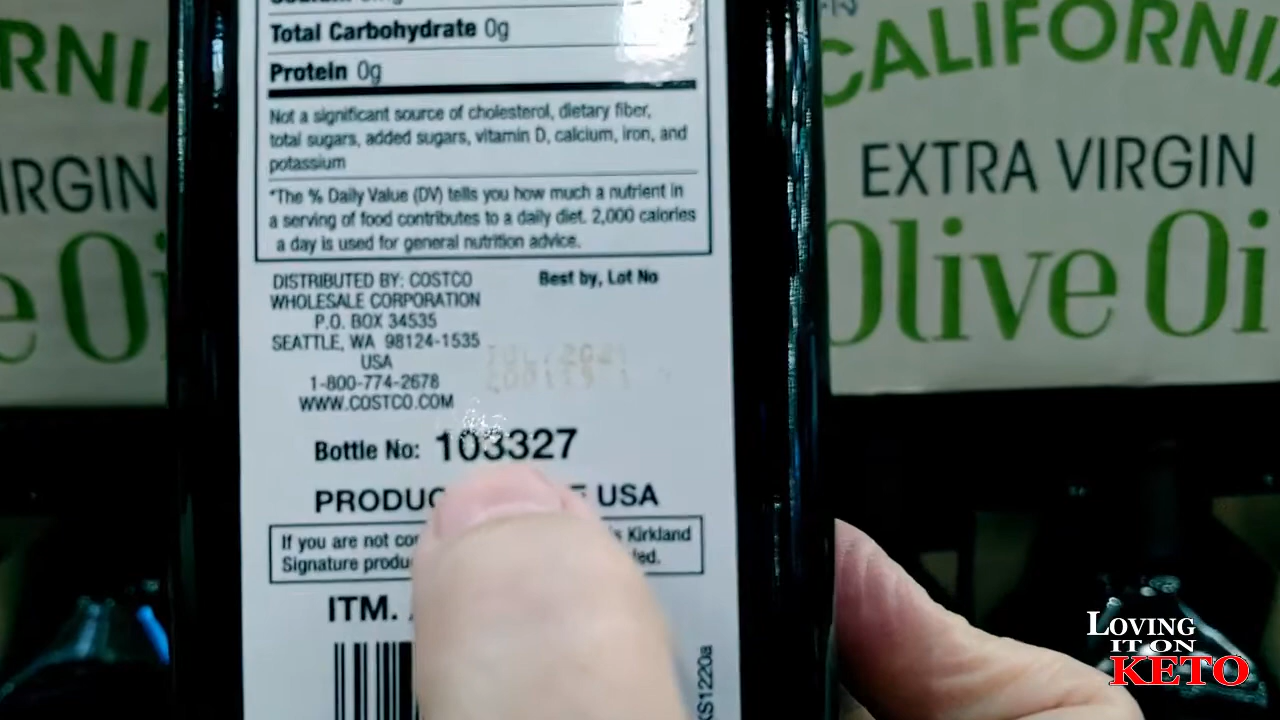 Total Carbohydrate 0g
Protein 0g
Not a significant source of cholesterol, dietary fiber,
total sugars, added sugars, vitamin D, calcium, iron, and
potassium
*The % Daily Value (DV) tells you how much a nutrient in
a serving of food contributes to a daily diet. 2,000 calories
a day is used for general nutrition advice.
DISTRIBUTED BY: COSTCO
WHOLESALE CORPORATION
P.O. BOX 34535
SEATTLE, WA 98124-1535
USA
1-800-774-2678
WWW.COSTCO.COM
Best by, Lot No
Bottle No: 103327
USA
If you are not
Kirkland
Signature
ITM.
KS1220a
CALIFORNIA
EXTRA VIRGIN
Olive Oi
RNIA
IRGIN
e Oi
LOVING
IT ON
KETO